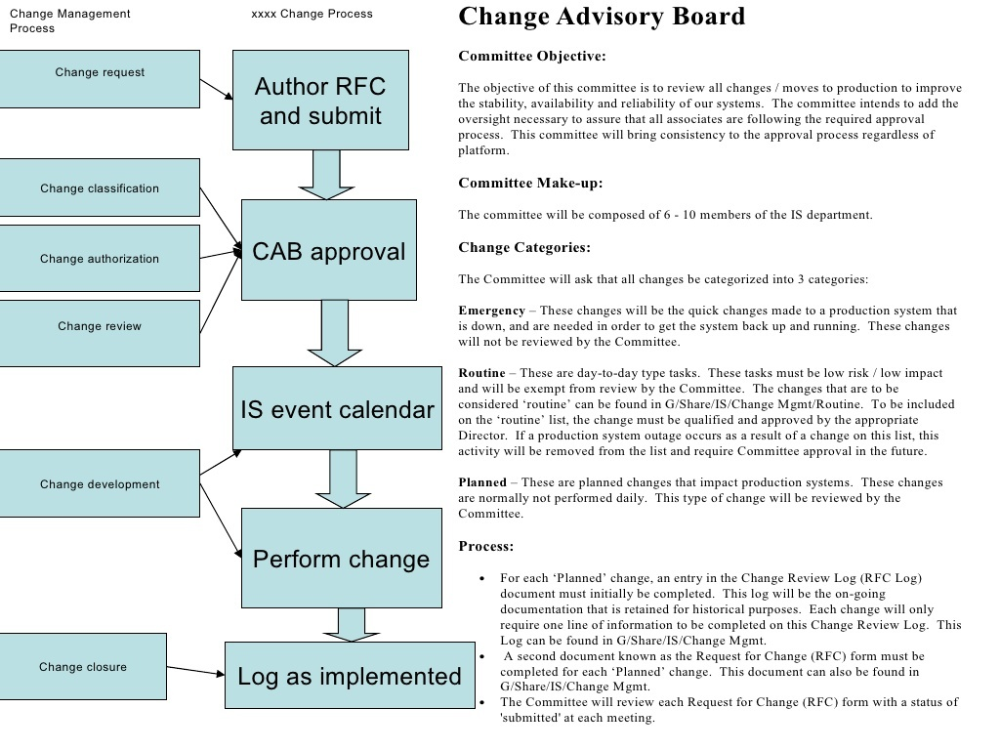 Change Management
Process
xxxx Change Process
Change request
Author RFC
and submit
Change classification
Change authorization
CAB approval
Change review
IS event calendar
Change development
Perform change
Change closure
Log as implemented
Change Advisory Board
Committee Objective:
The objective of this committee is to review all changes / moves to production to improve
the stability, availability and reliability of our systems.  The committee intends to add the
oversight necessary to assure that all associates are following the required approval
process.  This committee will bring consistency to the approval process regardless of
platform.
Committee Make-up:
The committee will be composed of 6 - 10 members of the IS department.
Change Categories:
The Committee will ask that all changes be categorized into 3 categories:
Emergency – These changes will be the quick changes made to a production system that
is down, and are needed in order to get the system back up and running.  These changes
will not be reviewed by the Committee.
Routine – These are day-to-day type tasks.  These tasks must be low risk / low impact
and will be exempt from review by the Committee.  The changes that are to be
considered ‘routine’ can be found in G/Share/IS/Change Mgmt/Routine.  To be included
on the ‘routine’ list, the change must be qualified and approved by the appropriate
Director.  If a production system outage occurs as a result of a change on this list, this
activity will be removed from the list and require Committee approval in the future.
Planned – These are planned changes that impact production systems.  These changes
are normally not performed daily.  This type of change will be reviewed by the
Committee.
Process:
• For each ‘Planned’ change, an entry in the Change Review Log (RFC Log)
document must initially be completed.  This log will be the on-going
documentation that is retained for historical purposes.  Each change will only
require one line of information to be completed on this Change Review Log.  This
Log can be found in G/Share/IS/Change Mgmt.
• A second document known as the Request for Change (RFC) form must be
completed for each ‘Planned’ change.  This document can also be found in
G/Share/IS/Change Mgmt.
• The Committee will review each Request for Change (RFC) form with a status of
'submitted' at each meeting.